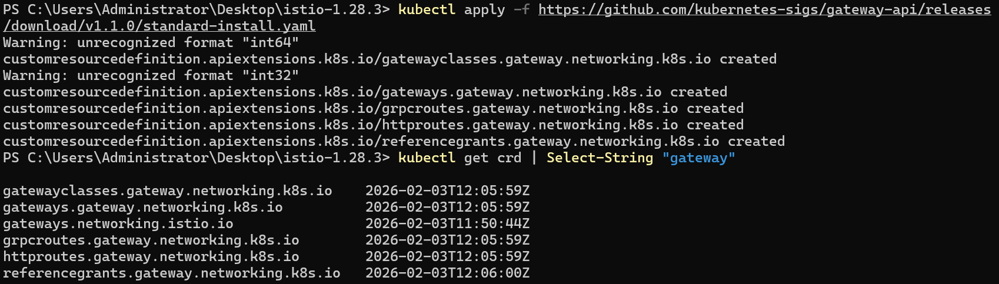 PS C:\Users\Administrator\Desktop\istio-1.28.3> kubectl apply -f https://github.com/kubernetes-sigs/gateway-api/releases
/download/v1.1.0/standard-install.yaml
Warning: unrecognized format "int64"
customresourcedefinition.apiextensions.k8s.io/gatewayclasses.gateway.networking.k8s.io created
Warning: unrecognized format "int32"
customresourcedefinition.apiextensions.k8s.io/gateways.gateway.networking.k8s.io created
customresourcedefinition.apiextensions.k8s.io/grpcroutes.gateway.networking.k8s.io created
customresourcedefinition.apiextensions.k8s.io/httproutes.gateway.networking.k8s.io created
customresourcedefinition.apiextensions.k8s.io/referencegrants.gateway.networking.k8s.io created
PS C:\Users\Administrator\Desktop\istio-1.28.3> kubectl get crd | Select-String "gateway"
gatewayclasses.gateway.networking.k8s.io    2026-02-03T12:05:59Z
gateways.gateway.networking.k8s.io          2026-02-03T12:05:59Z
gateways.networking.istio.io                2026-02-03T11:50:44Z
grpcroutes.gateway.networking.k8s.io        2026-02-03T12:05:59Z
httproutes.gateway.networking.k8s.io        2026-02-03T12:05:59Z
referencegrants.gateway.networking.k8s.io   2026-02-03T12:06:00Z